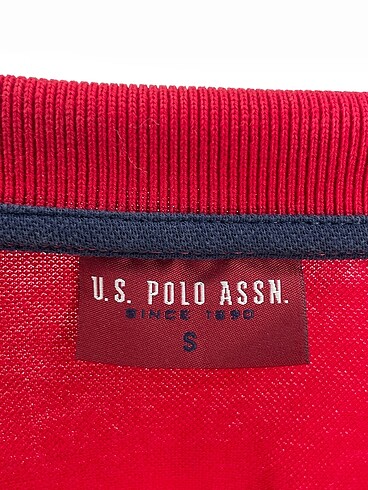 U.S. POLO ASSN.
SINCE 1890
S